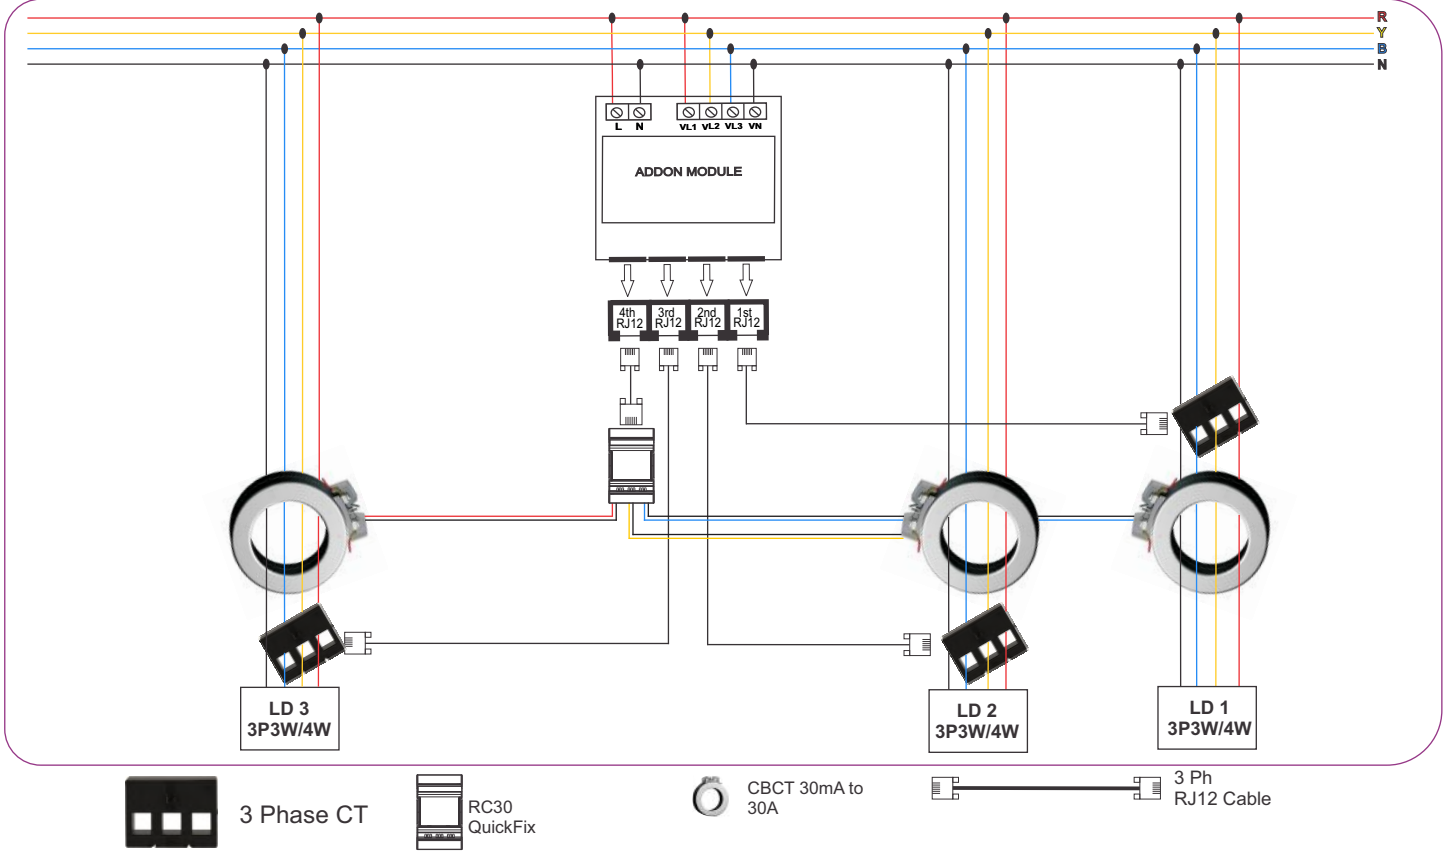 R
Y
B
N
L N VL1 VL2 VL3 VN
ADDON MODULE
4th 3rd 2nd 1st
RJ12 RJ12 RJ12 RJ12
LD 3
3P3W/4W
LD 2
3P3W/4W
LD 1
3P3W/4W
3 Phase CT
RC30
QuickFix
CBCT 30mA to
30A
3 Ph
RJ12 Cable